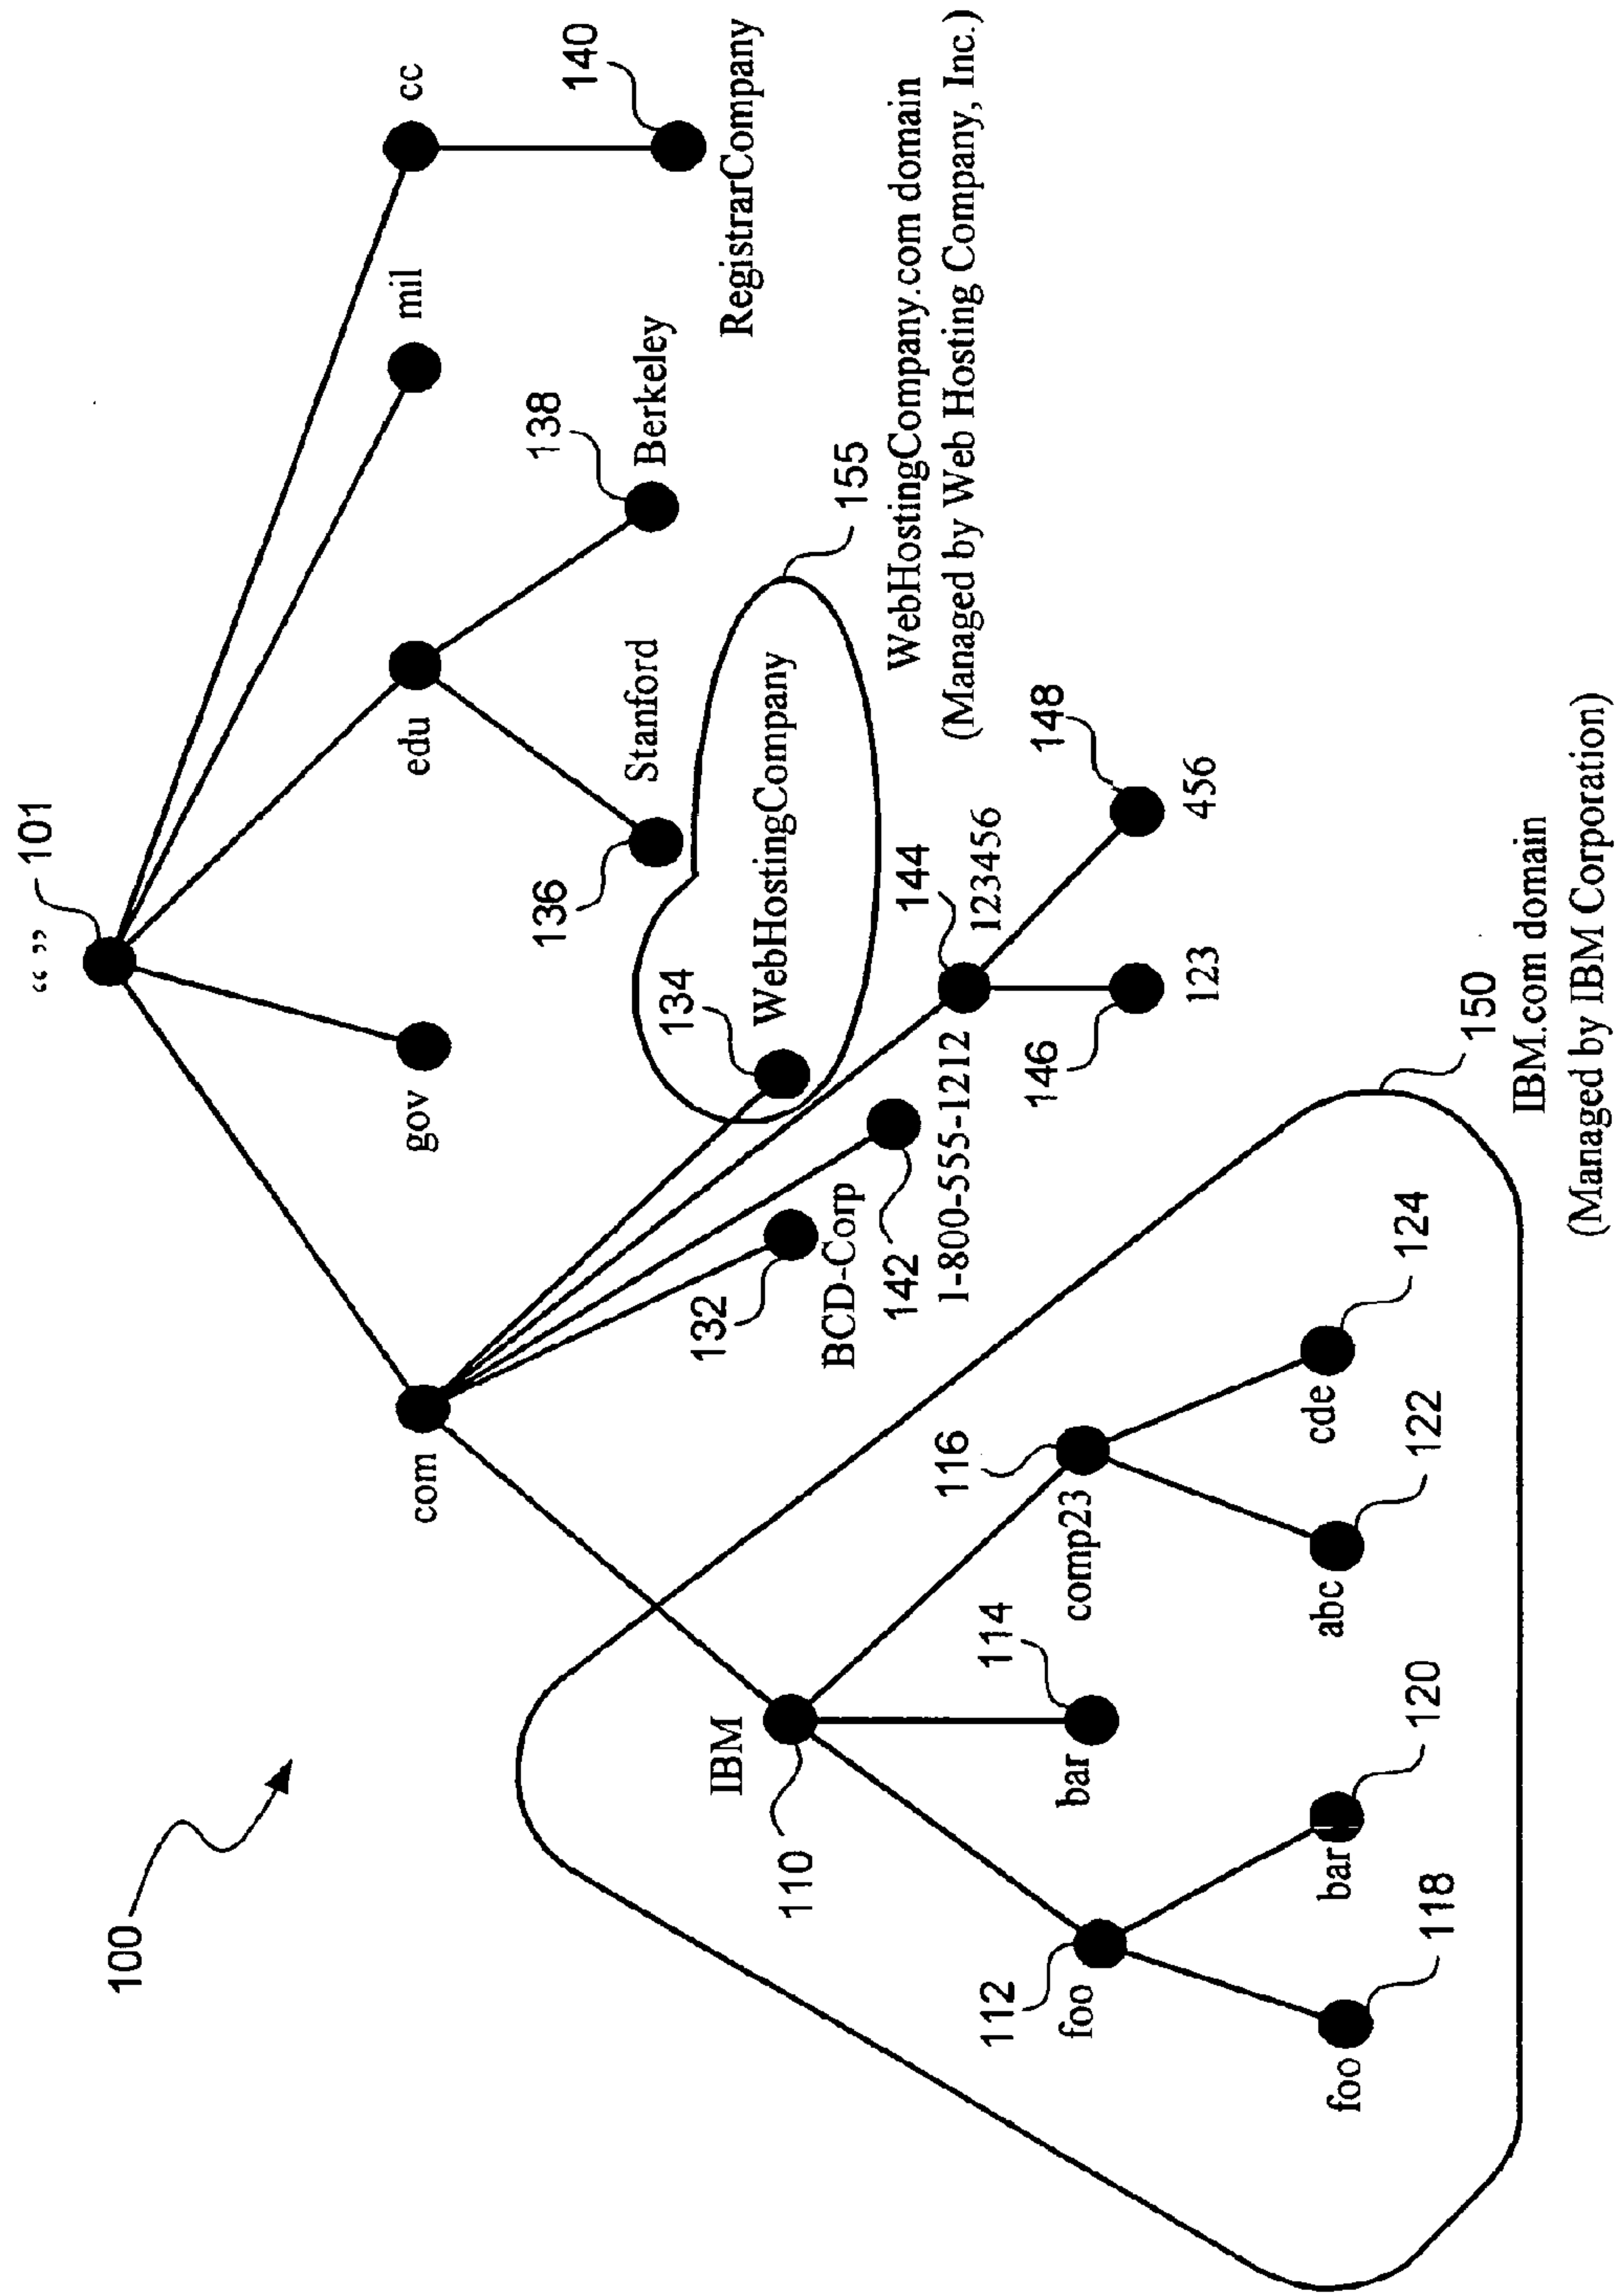 100
“ ”
101
com
gov
edu
mil
cc
IBM
110
132
BCD-Corp
134
WebHostingCompany
136
Stanford
138
Berkeley
140
RegistrarCompany
155
WebHostingCompany.com domain
(Managed by Web Hosting Company, Inc.)
142
1-800-555-1212
144
123456
112
foo
114
bar
116
comp23
146
123
148
456
foo
118
bar
120
abc
122
cde
124
150
IBM.com domain
(Managed by IBM Corporation)